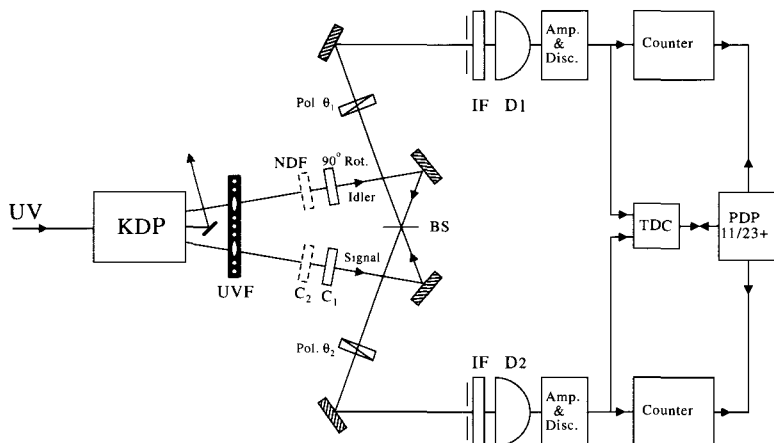 IF D1
Amp.
&
Disc.
Counter
Pol. θ1
NDF
90° Rot.
Idler
UV
KDP
BS
TDC
PDP
11/23+
Signal
UVF
C2 C1
Pol. θ2
IF D2
Amp.
&
Disc.
Counter